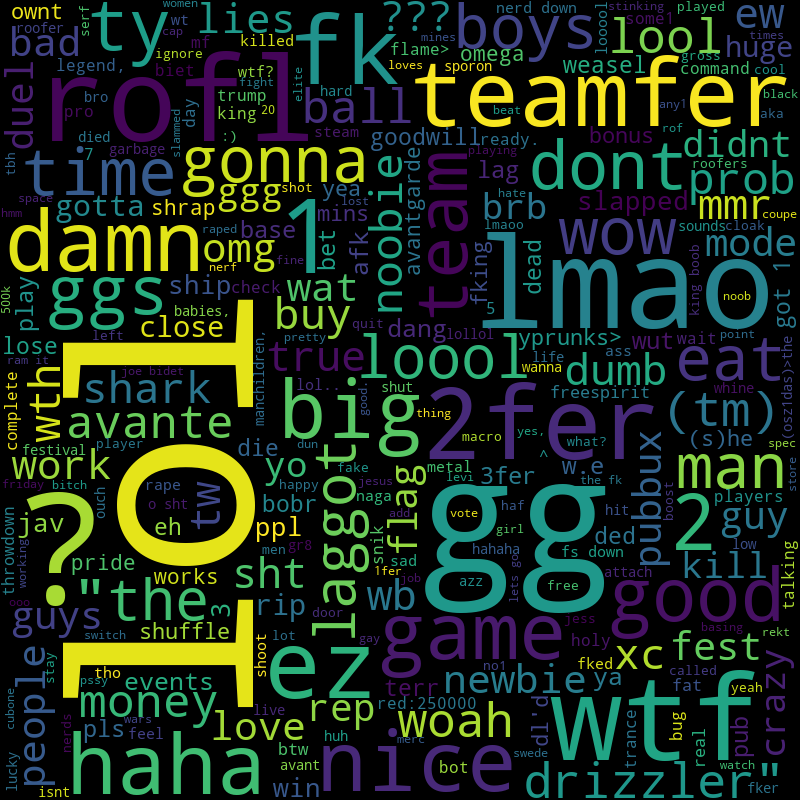 ownt
ty
lies
???
boys
nerd down
played
ew
wt
women
serf
roofer
bad
cap
mf
ignore
killed
fk
flame>
omega
looool
some1
stinking
lool
times
huge
mines
legend,
biet
wtf?
elite
loves
sporon
weasel
gross
command
cool
duel
rofl
bro
pro
day
trump
king
20
fight
hard
ball
teamfer
black
any1
aka
tbh
died
7
garbage
slammed
:)
steam
goodwill
ready.
beat
bonus
rof
didnt
time
gonna
shot
yea
noobie
playing
team
lag
dont
roofers
prob
hmm
space
gotta
shrap
ggg
mins
.lost
avantgarde
hate
brb
slapped
mmr
coupe
damn
raped
omg
base
1
bet
afk
lmaoo
wow
sounds
cloak
mode
nerf
fine
fking
dead
500k
play
ggs
ship
check
wat
5
lmao
king boob
noob
got 1
babies,
buy
quit
dang
lollol
yprunks>
wut
wait
point
lose
left
close
pretty
true
loool
life
ass
eat
(osz|das)>the
ram it
joe bidet
manchildren,
lol..
shut
wanna
dumb
whine
complete
wth
shark
good.
big
2fer
freespirit
(tm)
avante
thing
dun
macro
yes,
what?
(s)he
spec
festival
player
die
fake
^
store
work
lol
yo
laggot
flag
metal
levi
3fer
w.e
the fk
pubbux
man
friday
bitch
rape
happy
jesus
naga
boost
players
ouch
o sht
tw
bobr
gg
vote
haf
hit
2
guy
?
jav
eh
ppl
add
girl
ded
low
throwdown
men
gr8
snik
hahaha
fs down
talking
working
pride
sht
sad
azz
lets go
free
attach
kill
works
1fer
job
ooo
"the
3
rip
door
wb
good
guys
shuffle
lot
gay
game
jess
basing
rekt
switch
shoot
holy
xc
fest
stay
people
tho
ez
terr
no1
fked
called
crazy
pssy
events
newbie
ya
fat
yeah
cubone
money
live
rep
red:250000
wtf
nerds
wars
pls
feel
love
huh
woah
dl'd
trance
bug
real
pub
lucky
haha
btw
nice
merc
swede
watch
isnt
avant
win
bot
drizzler"
fker